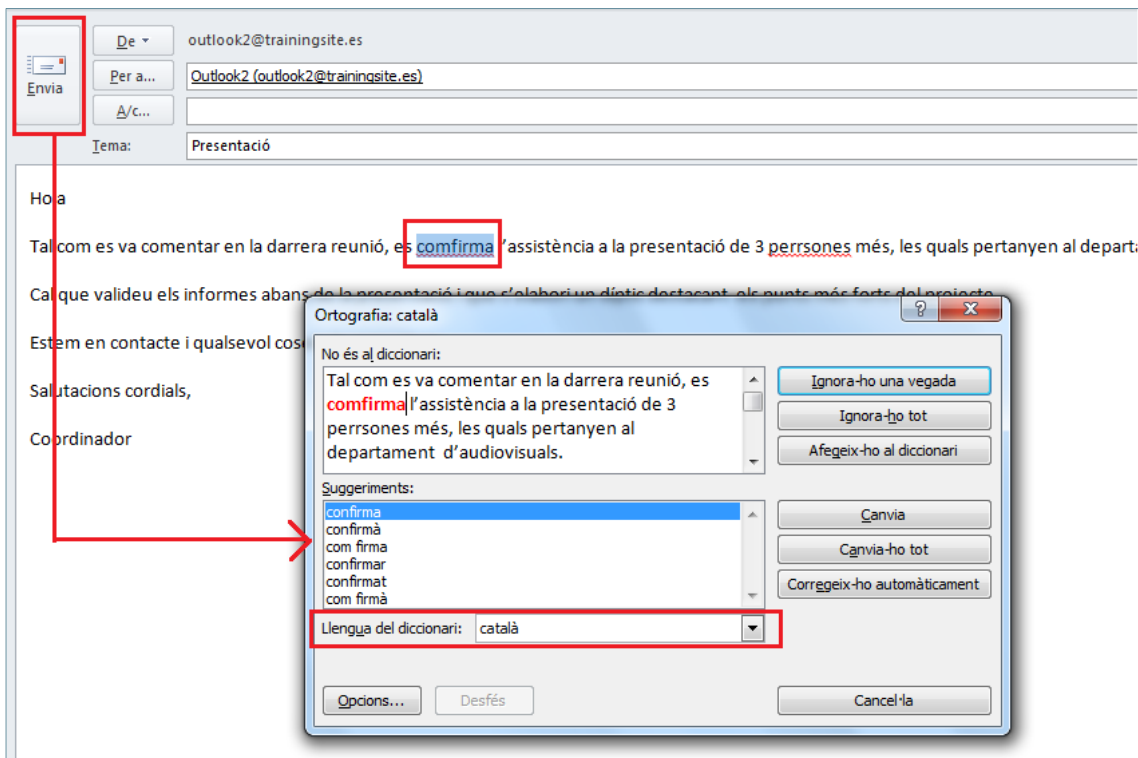 De
outlook2@trainingsite.es
Envia
Per a...
Outlook2 (outlook2@trainingsite.es)
A/c...
Tema:
Presentació
Hola
Tal com es va comentar en la darrera reunió, es comfirma l'assistència a la presentació de 3 perrsones més, les quals pertanyen al departa
Cal que valideu els informes abans de la presentació i que s'elabori un díptic destacant els punts més forts del projecte
Estem en contacte i qualsevol cos
Salutacions cordials,
Coordinador
Ortografia: català
No és al diccionari:
Tal com es va comentar en la darrera reunió, es
comfirma l'assistència a la presentació de 3
perrsones més, les quals pertanyen al
departament d'audiovisuals.
Ignora-ho una vegada
Ignora-ho tot
Afegeix-ho al diccionari
Suggeriments:
confirma
confirmà
com firma
confirmar
confirmat
com firmà
Canvia
Canvia-ho tot
Corregeix-ho automàticament
Llengua del diccionari: català
Opcions...
Desfés
Cancel·la